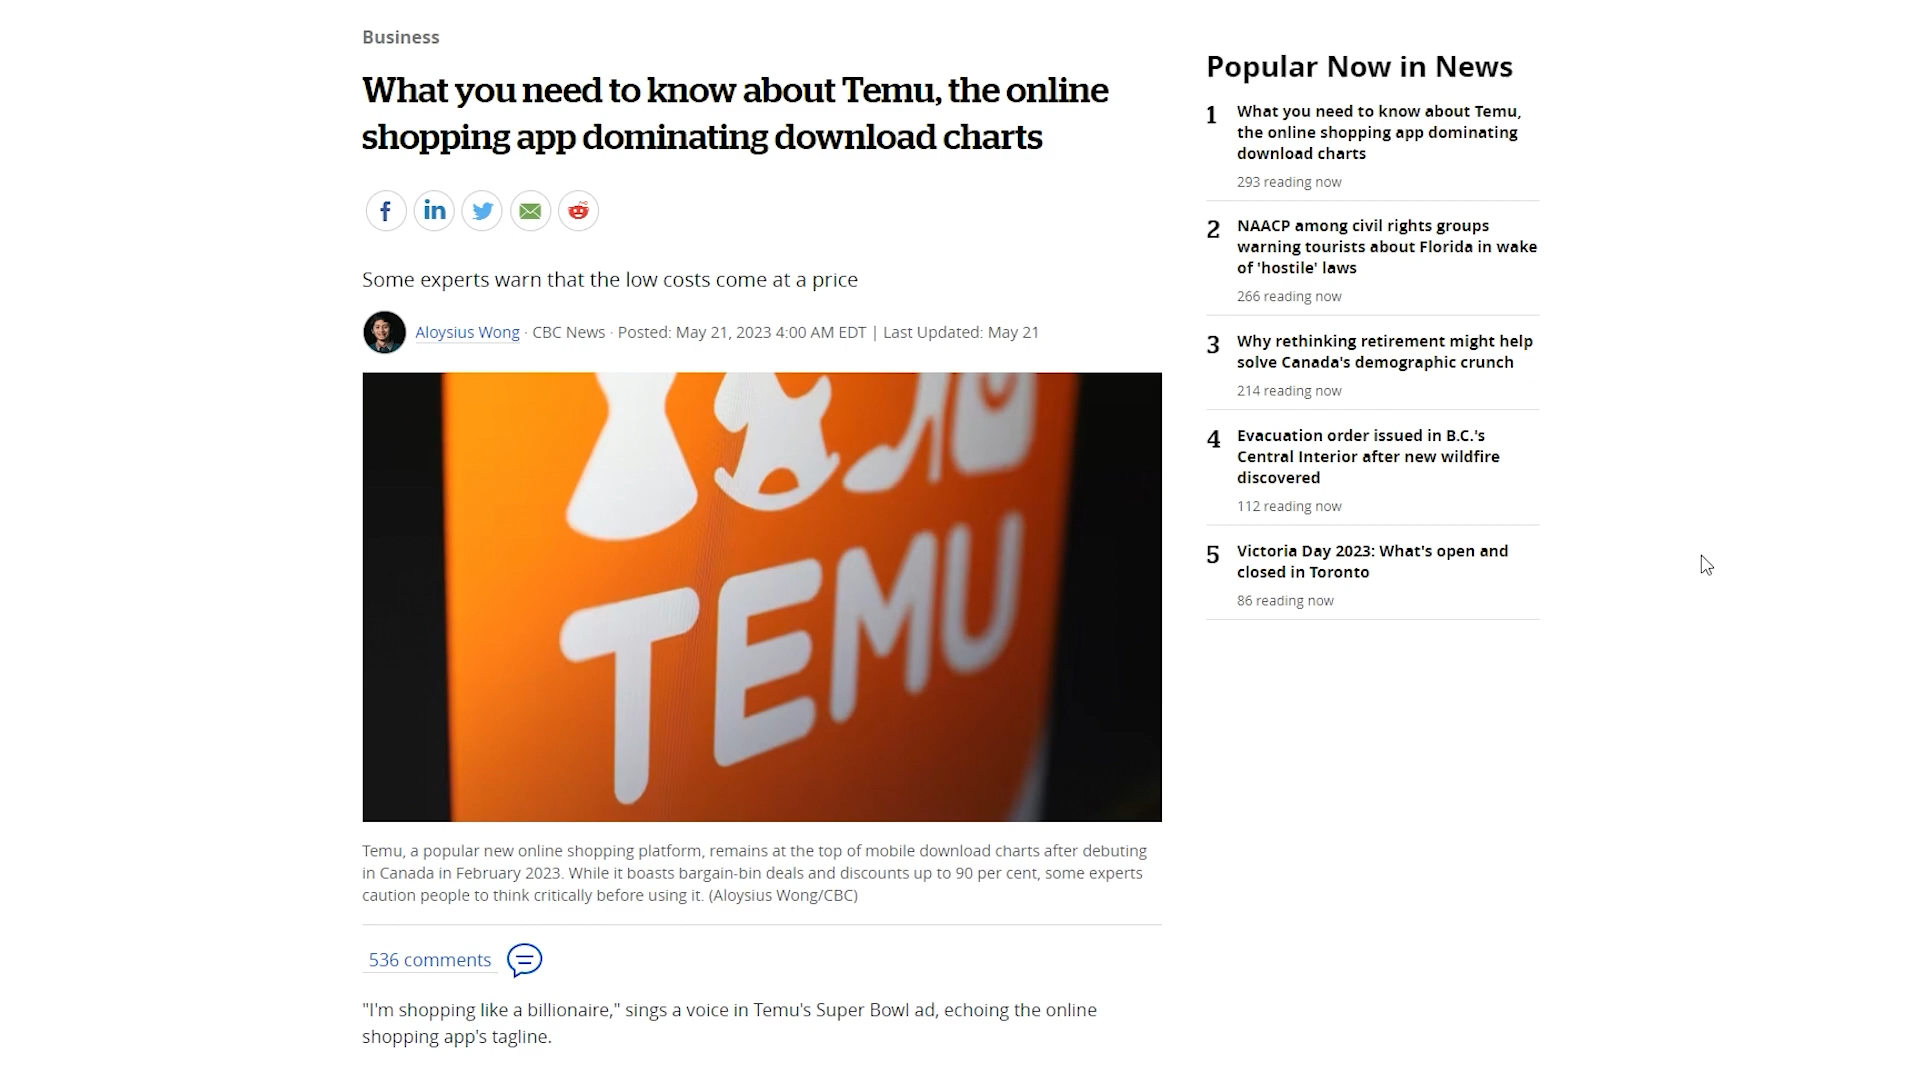 Business
What you need to know about Temu, the online
shopping app dominating download charts
Some experts warn that the low costs come at a price
Aloysius Wong · CBC News · Posted: May 21, 2023 4:00 AM EDT | Last Updated: May 21
TEMU
Temu, a popular new online shopping platform, remains at the top of mobile download charts after debuting
in Canada in February 2023. While it boasts bargain-bin deals and discounts up to 90 per cent, some experts
caution people to think critically before using it. (Aloysius Wong/CBC)
536 comments
"I'm shopping like a billionaire," sings a voice in Temu's Super Bowl ad, echoing the online
shopping app's tagline.
Popular Now in News
1 What you need to know about Temu,
the online shopping app dominating
download charts
293 reading now
2 NAACP among civil rights groups
warning tourists about Florida in wake
of 'hostile' laws
266 reading now
3 Why rethinking retirement might help
solve Canada's demographic crunch
214 reading now
4 Evacuation order issued in B.C.'s
Central Interior after new wildfire
discovered
112 reading now
5 Victoria Day 2023: What's open and
closed in Toronto
86 reading now